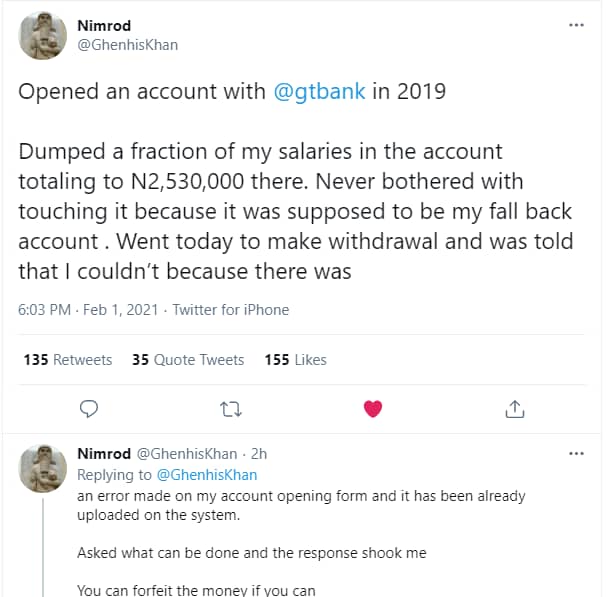 Nimrod
@GhenhisKhan
Opened an account with @gtbank in 2019
Dumped a fraction of my salaries in the account
totaling to N2,530,000 there. Never bothered with
touching it because it was supposed to be my fall back
account . Went today to make withdrawal and was told
that I couldn't because there was
6:03 PM · Feb 1, 2021 · Twitter for iPhone
135 Retweets 35 Quote Tweets 155 Likes
Nimrod @GhenhisKhan · 2h
Replying to @GhenhisKhan
an error made on my account opening form and it has been already
uploaded on the system.
Asked what can be done and the response shook me
You can forfeit the money if you can